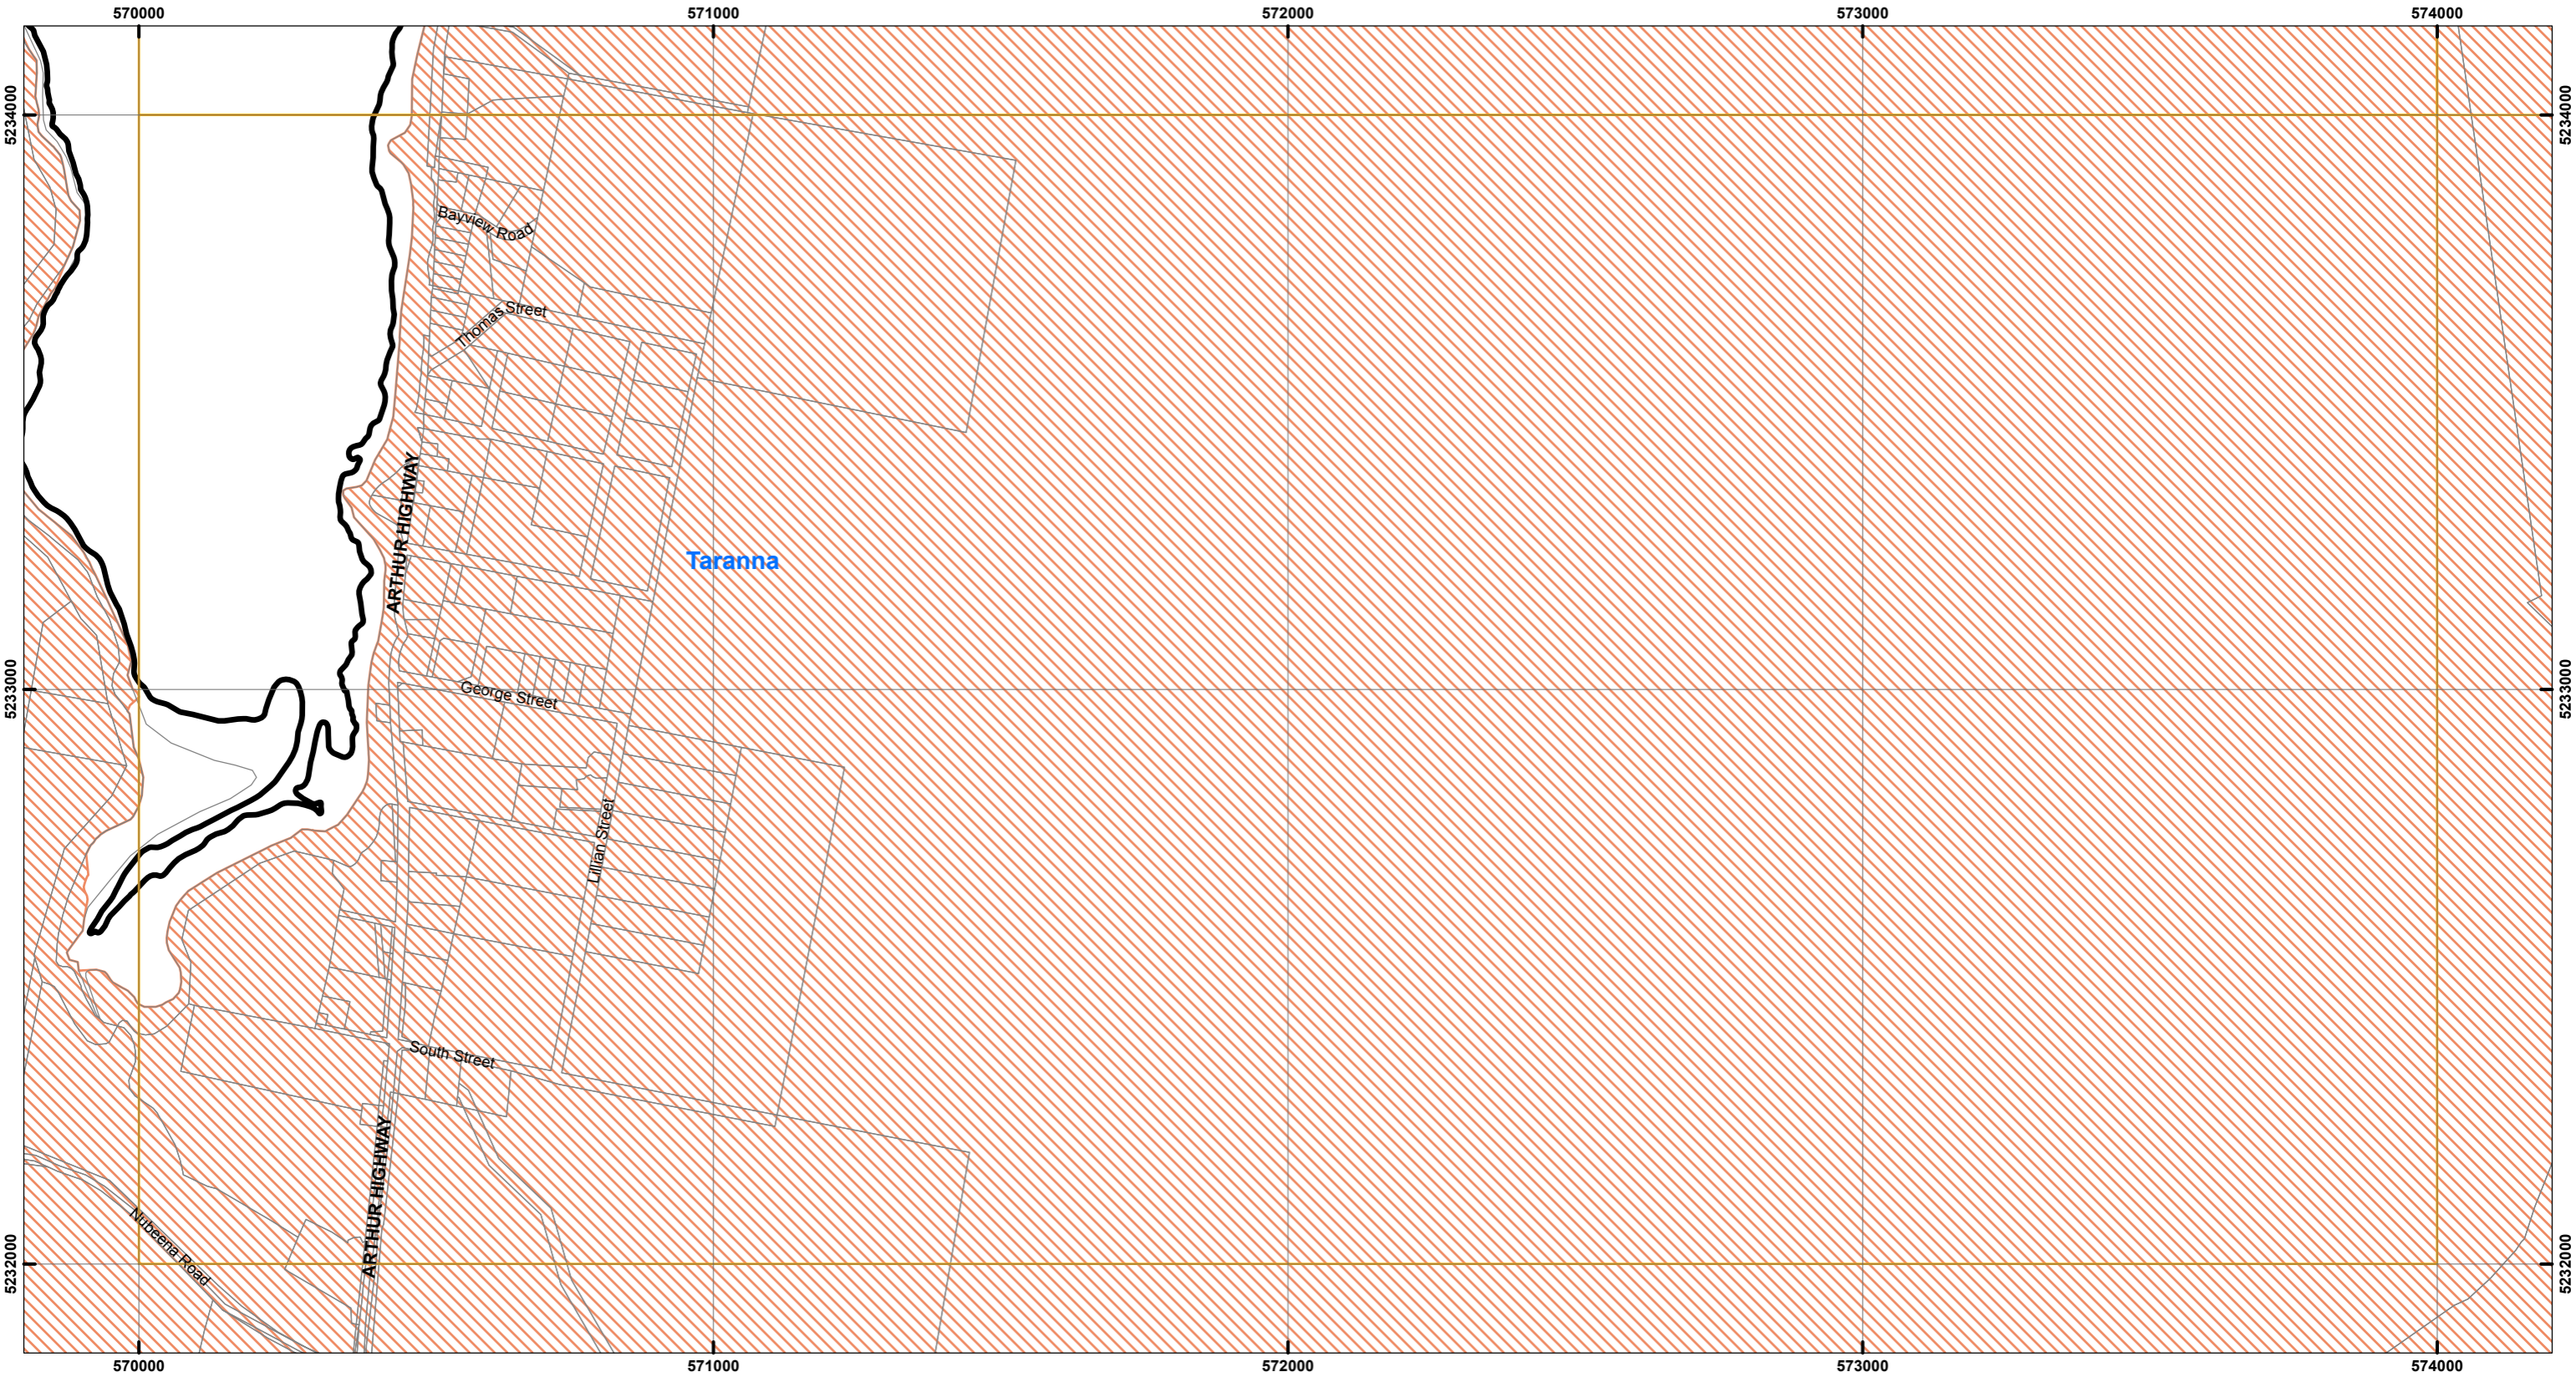 570000
571000
572000
573000
574000
5234000
5234000
Bayview Road
Thomas Street
ARTHUR HIGHWAY
Taranna
5233000
George Street
5233000
Lillian Street
South Street
ARTHUR HIGHWAY
Nubeena Road
5232000
5232000
570000
571000
572000
573000
574000